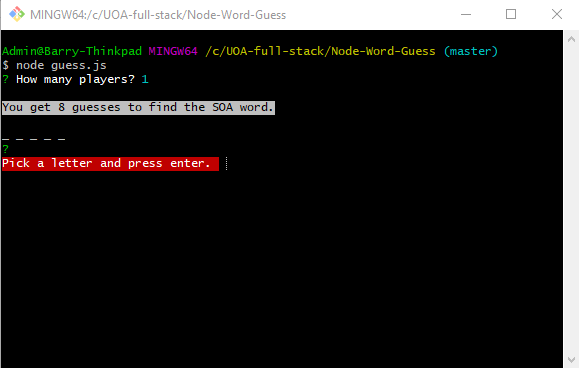 MINGW64:/c/UOA-full-stack/Node-Word-Guess
Admin@Barry-Thinkpad MINGW64 /c/UOA-full-stack/Node-Word-Guess (master)
$ node guess.js
? How many players? 1
You get 8 guesses to find the SOA word.
_ _ _ _ _
?
Pick a letter and press enter.